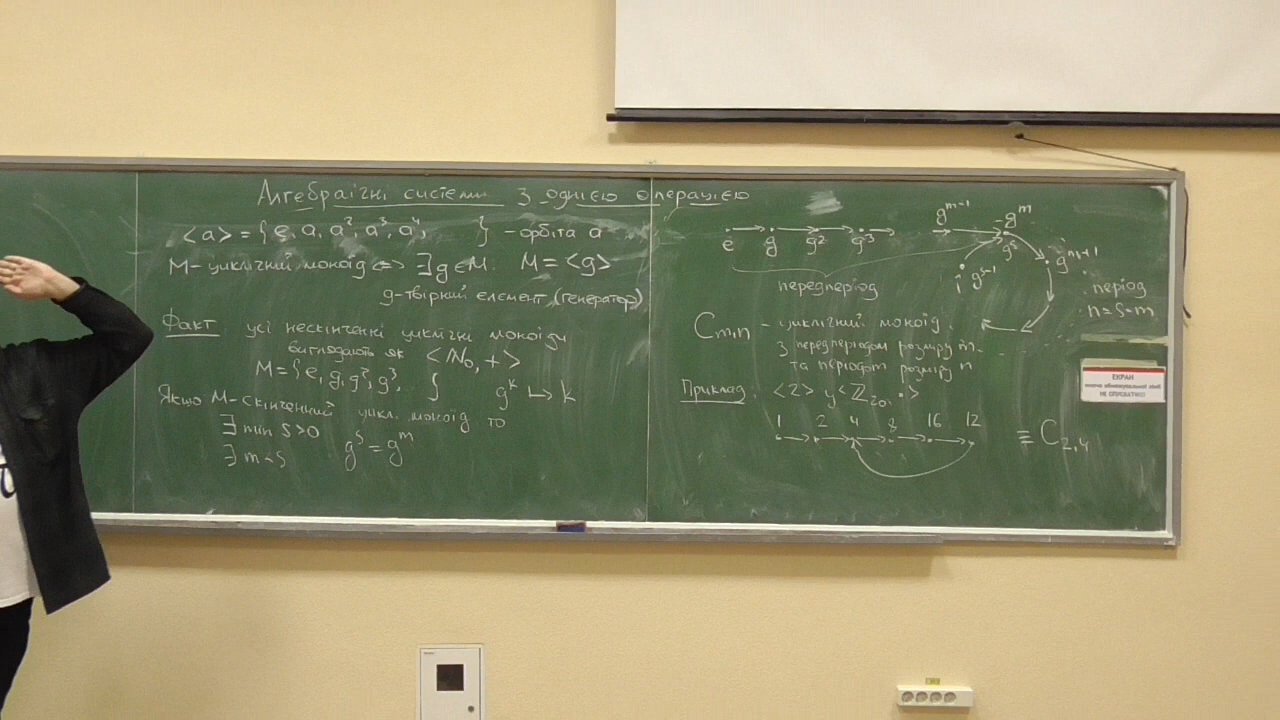 Алгебраїчні системи з однією операцією
<a> = {e, a, a², a³, a⁴, } – орбіта a
M – циклічний моноїд <=> ∃g∈M. M = <g>
g – твірний елемент (генератор)
Факт усі нескінченні циклічні моноїди
виглядають як <ℕ₀, +>
M = {e, g, g², g³, } gᵏ ↦ k
Якщо M – скінченний цикл. моноїд то
∃ min s>0
∃ m<s gˢ = gᵐ
e g g² g³ gᵐ⁻¹ gᵐ gˢ gᵐ⁺¹ gˢ⁻¹
передперіод
період
n = s – m
Cₘ,ₙ – циклічний моноїд
з передперіодом розміру m
та періодом розміру n
Приклад: <2> у <ℤ₂₀, •>
1 2 4 8 16 12
≡ C₂,₄
ЕКРАН
НЕ СПРОЕКТИО!